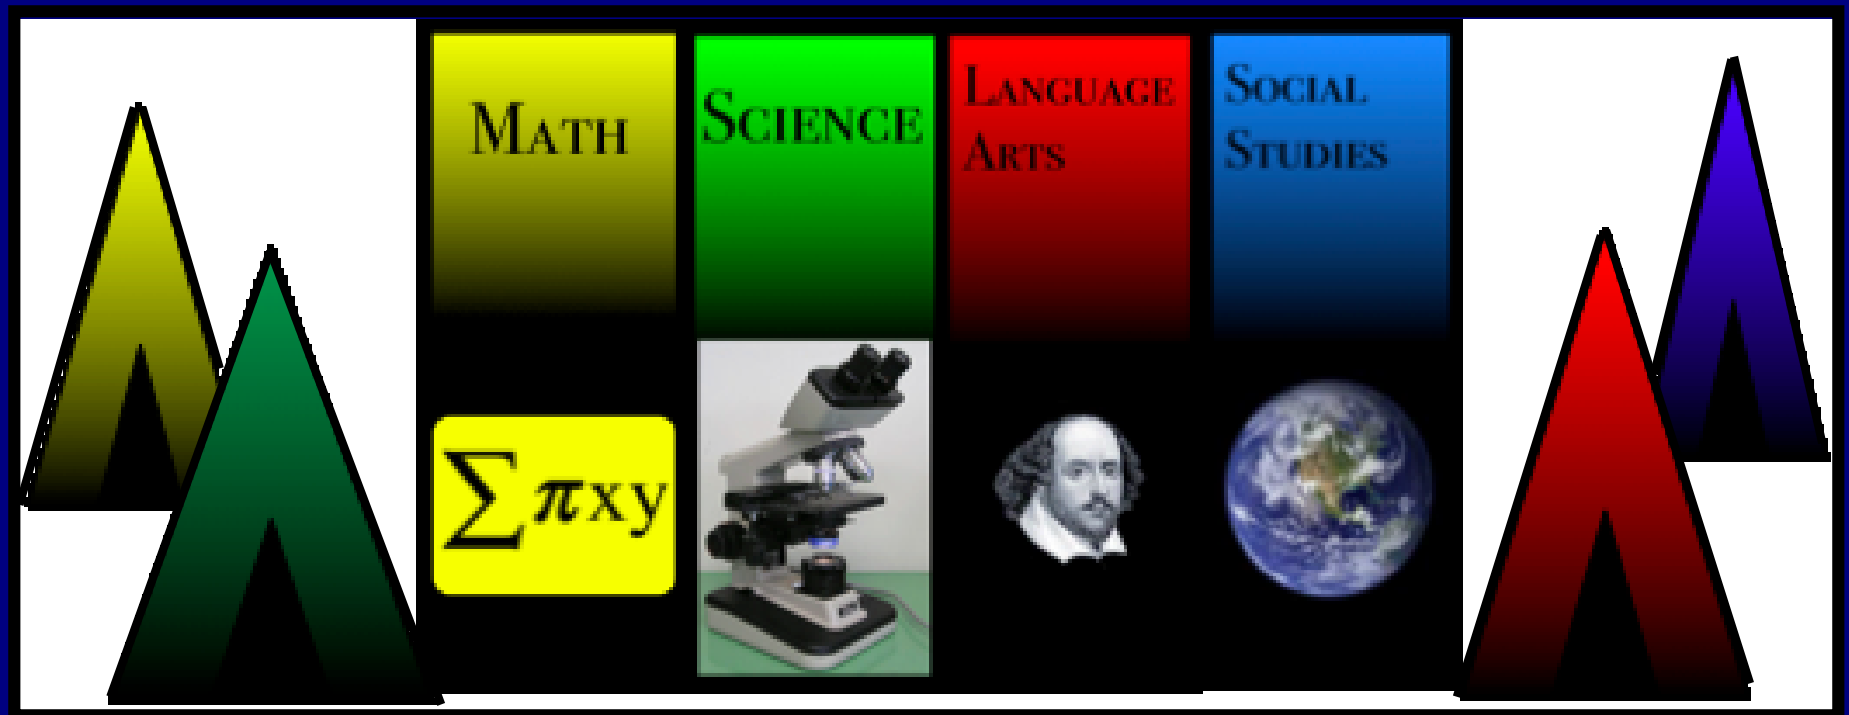 Math
Science
Language
Arts
Social
Studies
∑πxy